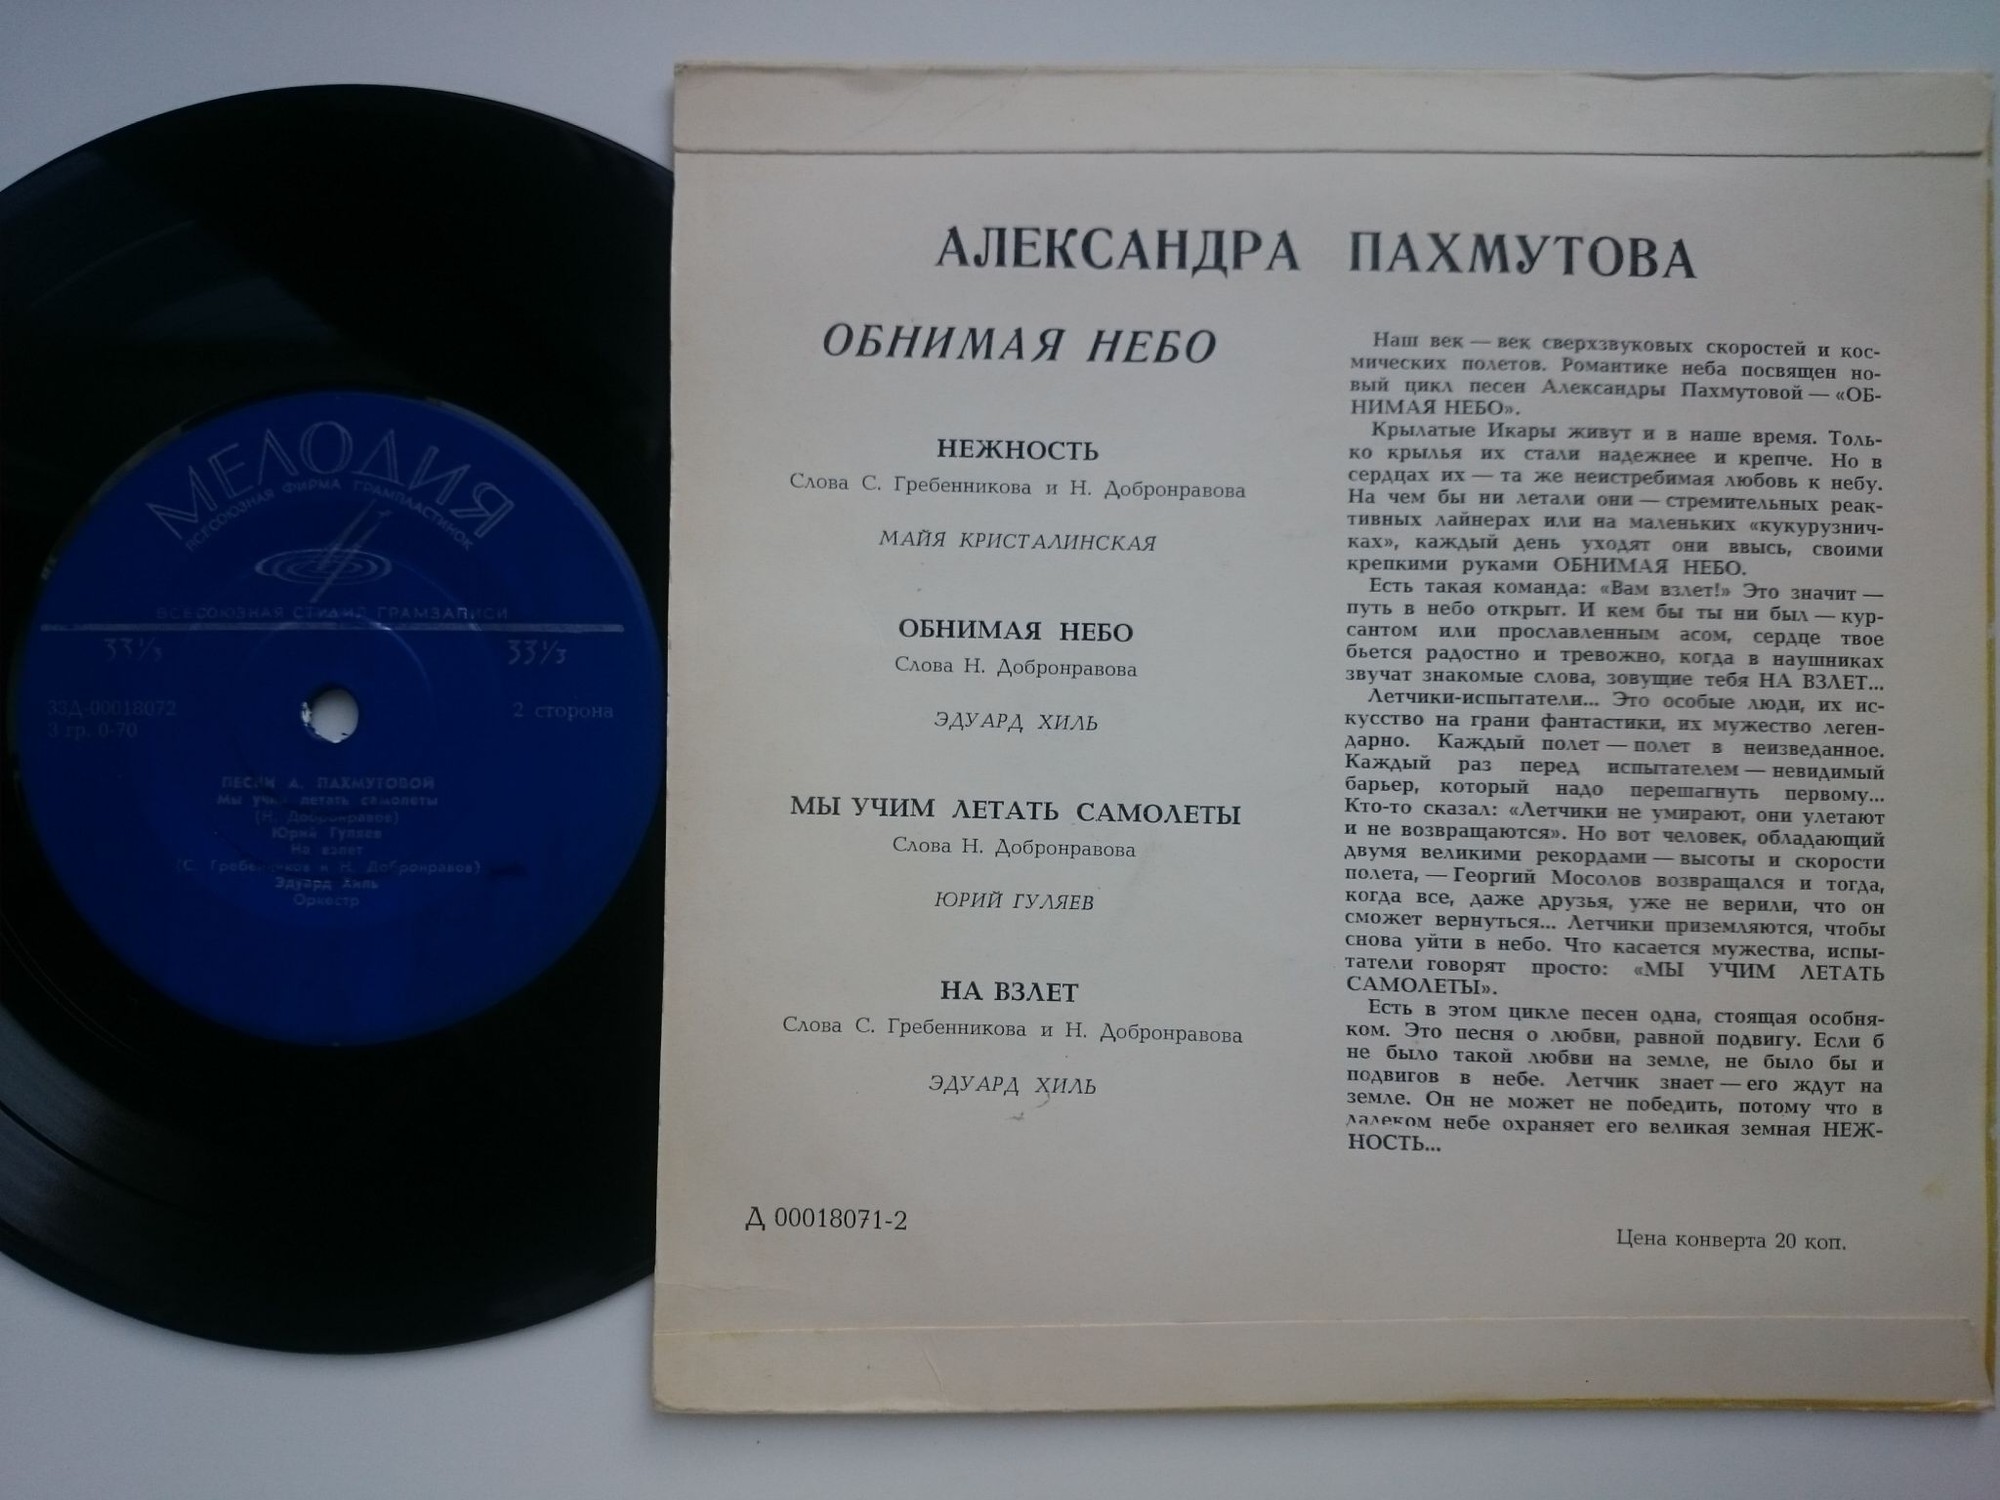 МЕЛОДИЯ
ВСЕСОЮЗНАЯ ФИРМА ГРАМПЛАСТИНОК
ВСЕСОЮЗНАЯ СТУДИЯ ГРАМЗАПИСИ
33⅓ 33⅓
33Д-00018072
3 гр. 0-70
2 сторона
ПЕСНИ А. ПАХМУТОВОЙ
Мы учим летать самолеты
(Н. Добронравов)
Юрий Гуляев
На взлет
(С. Гребенников и Н. Добронравов)
Эдуард Хиль
Оркестр
АЛЕКСАНДРА ПАХМУТОВА
ОБНИМАЯ НЕБО
НЕЖНОСТЬ
Слова С. Гребенникова и Н. Добронравова
МАЙЯ КРИСТАЛИНСКАЯ
ОБНИМАЯ НЕБО
Слова Н. Добронравова
ЭДУАРД ХИЛЬ
МЫ УЧИМ ЛЕТАТЬ САМОЛЕТЫ
Слова Н. Добронравова
ЮРИЙ ГУЛЯЕВ
НА ВЗЛЕТ
Слова С. Гребенникова и Н. Добронравова
ЭДУАРД ХИЛЬ
Д 00018071-2
Наш век — век сверхзвуковых скоростей и кос-
мических полетов. Романтике неба посвящен но-
вый цикл песен Александры Пахмутовой — «ОБ-
НИМАЯ НЕБО».
Крылатые Икары живут и в наше время. Толь-
ко крылья их стали надежнее и крепче. Но в
сердцах их — та же неистребимая любовь к небу.
На чем бы ни летали они — стремительных реак-
тивных лайнерах или на маленьких «кукурузнич-
ках», каждый день уходят они ввысь, своими
крепкими руками ОБНИМАЯ НЕБО.
Есть такая команда: «Вам взлет!» Это значит —
путь в небо открыт. И кем бы ты ни был — кур-
сантом или прославленным асом, сердце твое
бьется радостно и тревожно, когда в наушниках
звучат знакомые слова, зовущие тебя НА ВЗЛЕТ...
Летчики-испытатели... Это особые люди, их ис-
кусство на грани фантастики, их мужество леген-
дарно. Каждый полет — полет в неизведанное.
Каждый раз перед испытателем — невидимый
барьер, который надо перешагнуть первому...
Кто-то сказал: «Летчики не умирают, они улетают
и не возвращаются». Но вот человек, обладающий
двумя великими рекордами — высоты и скорости
полета, — Георгий Мосолов возвращался и тогда,
когда все, даже друзья, уже не верили, что он
сможет вернуться... Летчики приземляются, чтобы
снова уйти в небо. Что касается мужества, испы-
татели говорят просто: «МЫ УЧИМ ЛЕТАТЬ
САМОЛЕТЫ».
Есть в этом цикле песен одна, стоящая особня-
ком. Это песня о любви, равной подвигу. Если б
не было такой любви на земле, не было бы и
подвигов в небе. Летчик знает — его ждут на
земле. Он не может не победить, потому что в
далеком небе охраняет его великая земная НЕЖ-
НОСТЬ...
Цена конверта 20 коп.